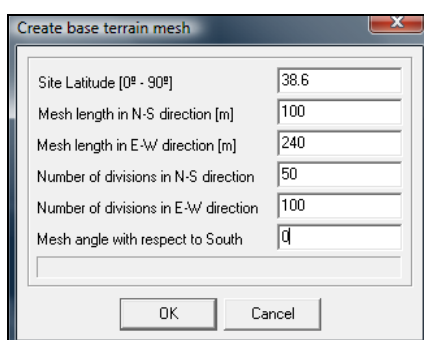 Create base terrain mesh
Site Latitude [0º - 90º] 38.6
Mesh length in N-S direction [m] 100
Mesh length in E-W direction [m] 240
Number of divisions in N-S direction 50
Number of divisions in E-W direction 100
Mesh angle with respect to South 0
OK Cancel